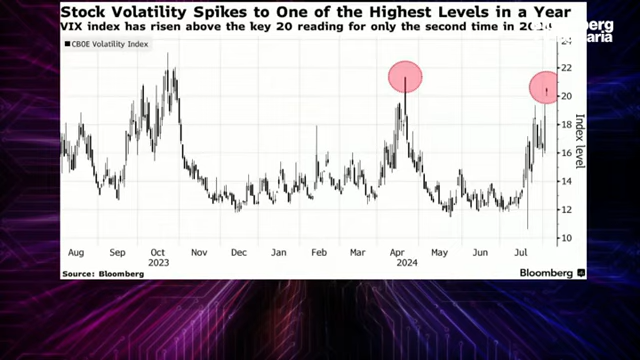 Stock Volatility Spikes to One of the Highest Levels in a Year
VIX index has risen above the key 20 reading for only the second time in
CBOE Volatility Index
24
22
20
18
16
14
12
10
Index level
Aug Sep Oct Nov Dec Jan Feb Mar Apr May Jun Jul
2023 2024
Source: Bloomberg
Bloomberg